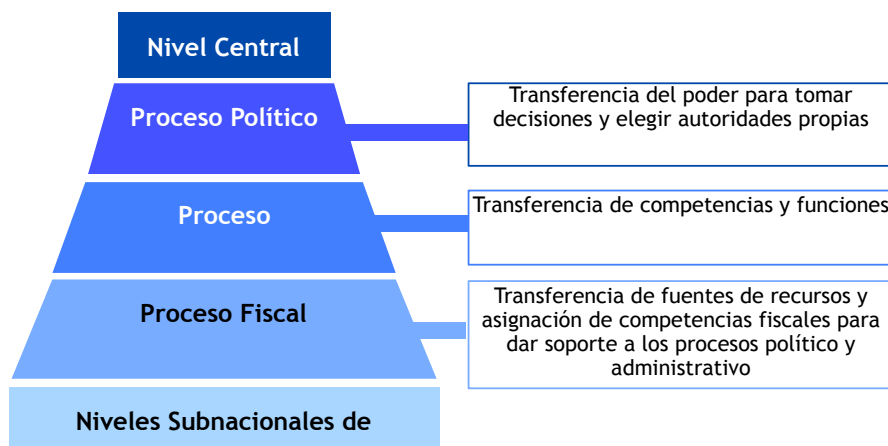 Nivel Central
Proceso Político
Transferencia del poder para tomar
decisiones y elegir autoridades propias
Proceso
Transferencia de competencias y funciones
Proceso Fiscal
Transferencia de fuentes de recursos y
asignación de competencias fiscales para
dar soporte a los procesos político y
administrativo
Niveles Subnacionales de